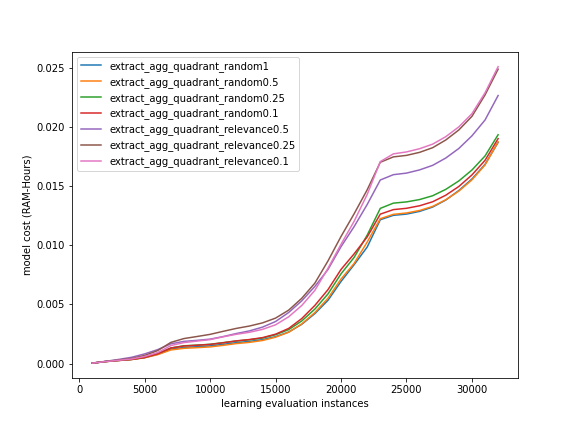 0.025
0.020
0.015
0.010
0.005
0.000
model cost (RAM-Hours)
extract_agg_quadrant_random1
extract_agg_quadrant_random0.5
extract_agg_quadrant_random0.25
extract_agg_quadrant_random0.1
extract_agg_quadrant_relevance0.5
extract_agg_quadrant_relevance0.25
extract_agg_quadrant_relevance0.1
0 5000 10000 15000 20000 25000 30000
learning evaluation instances